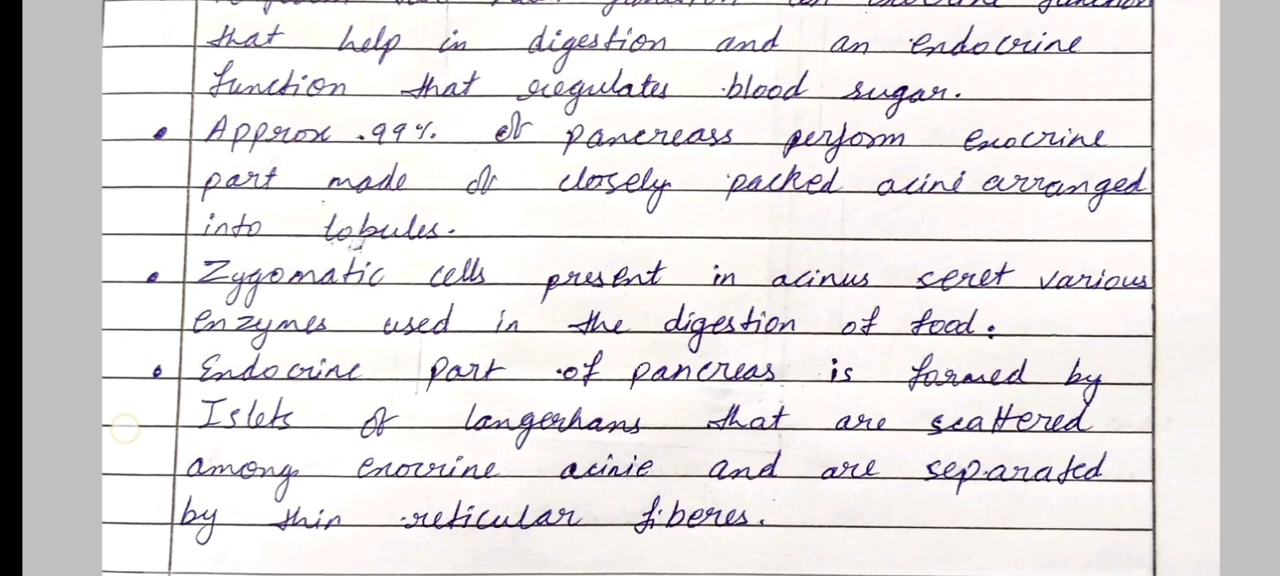 function exocrine function
that help in digestion and an endocrine
function that regulates blood sugar.
• Approx .99%. of pancreass perform exocrine
part made of closely packed acini arranged
into lobules.
• Zygomatic cells present in acinus seret various
enzymes used in the digestion of food.
• Endocrine part of pancreas is formed by
Islets of langerhans that are scattered
among exocrine acinie and are separated
by thin reticular fiberes.